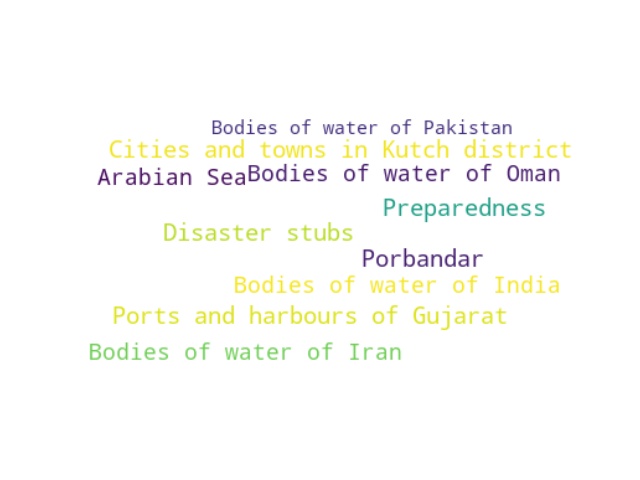 Bodies of water of Pakistan
Cities and towns in Kutch district
Arabian Sea
Bodies of water of Oman
Preparedness
Disaster stubs
Porbandar
Bodies of water of India
Ports and harbours of Gujarat
Bodies of water of Iran